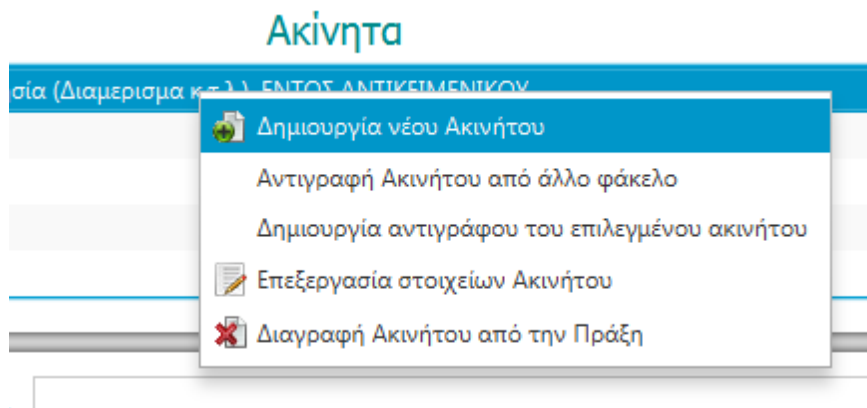 Ακίνητα
σία (Διαμερισμα κ.τ.λ.) ΕΝΤΟΣ ΑΝΤΙΚΕΙΜΕΝΙΚΟΥ
Δημιουργία νέου Ακινήτου
Αντιγραφή Ακινήτου από άλλο φάκελο
Δημιουργία αντιγράφου του επιλεγμένου ακινήτου
Επεξεργασία στοιχείων Ακινήτου
Διαγραφή Ακινήτου από την Πράξη